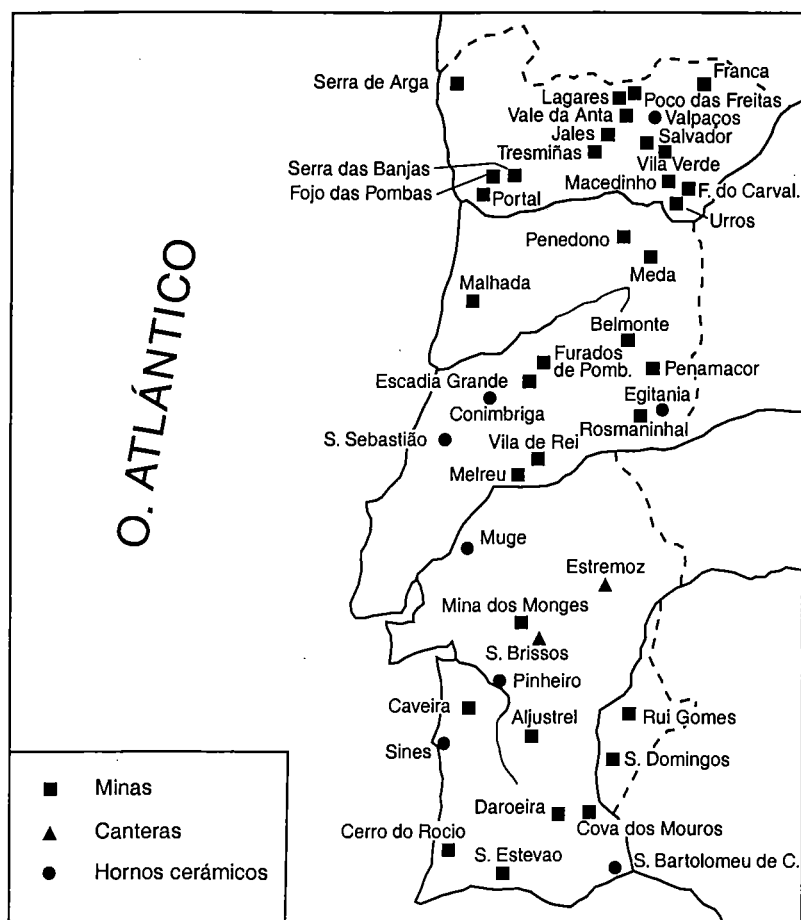 Serra de Arga
Franca
Lagares
Poco das Freitas
Vale da Anta
Valpaços
Jales
Salvador
Tresmiñas
Vila Verde
Serra das Banjas
Macedinho
F. do Carval.
Fojo das Pombas
Portal
Urros
Penedono
Meda
Malhada
Belmonte
Furados
de Pomb.
Penamacor
Escadia Grande
Egitania
Conimbriga
Rosmaninhal
S. Sebastião
Vila de Rei
Melreu
O. ATLÁNTICO
Muge
Estremoz
Mina dos Monges
S. Brissos
Pinheiro
Caveira
Aljustrel
Rui Gomes
Sines
S. Domingos
Daroeira
Cova dos Mouros
Cerro do Rocio
S. Estevao
S. Bartolomeu de C.
Minas
Canteras
Hornos cerámicos